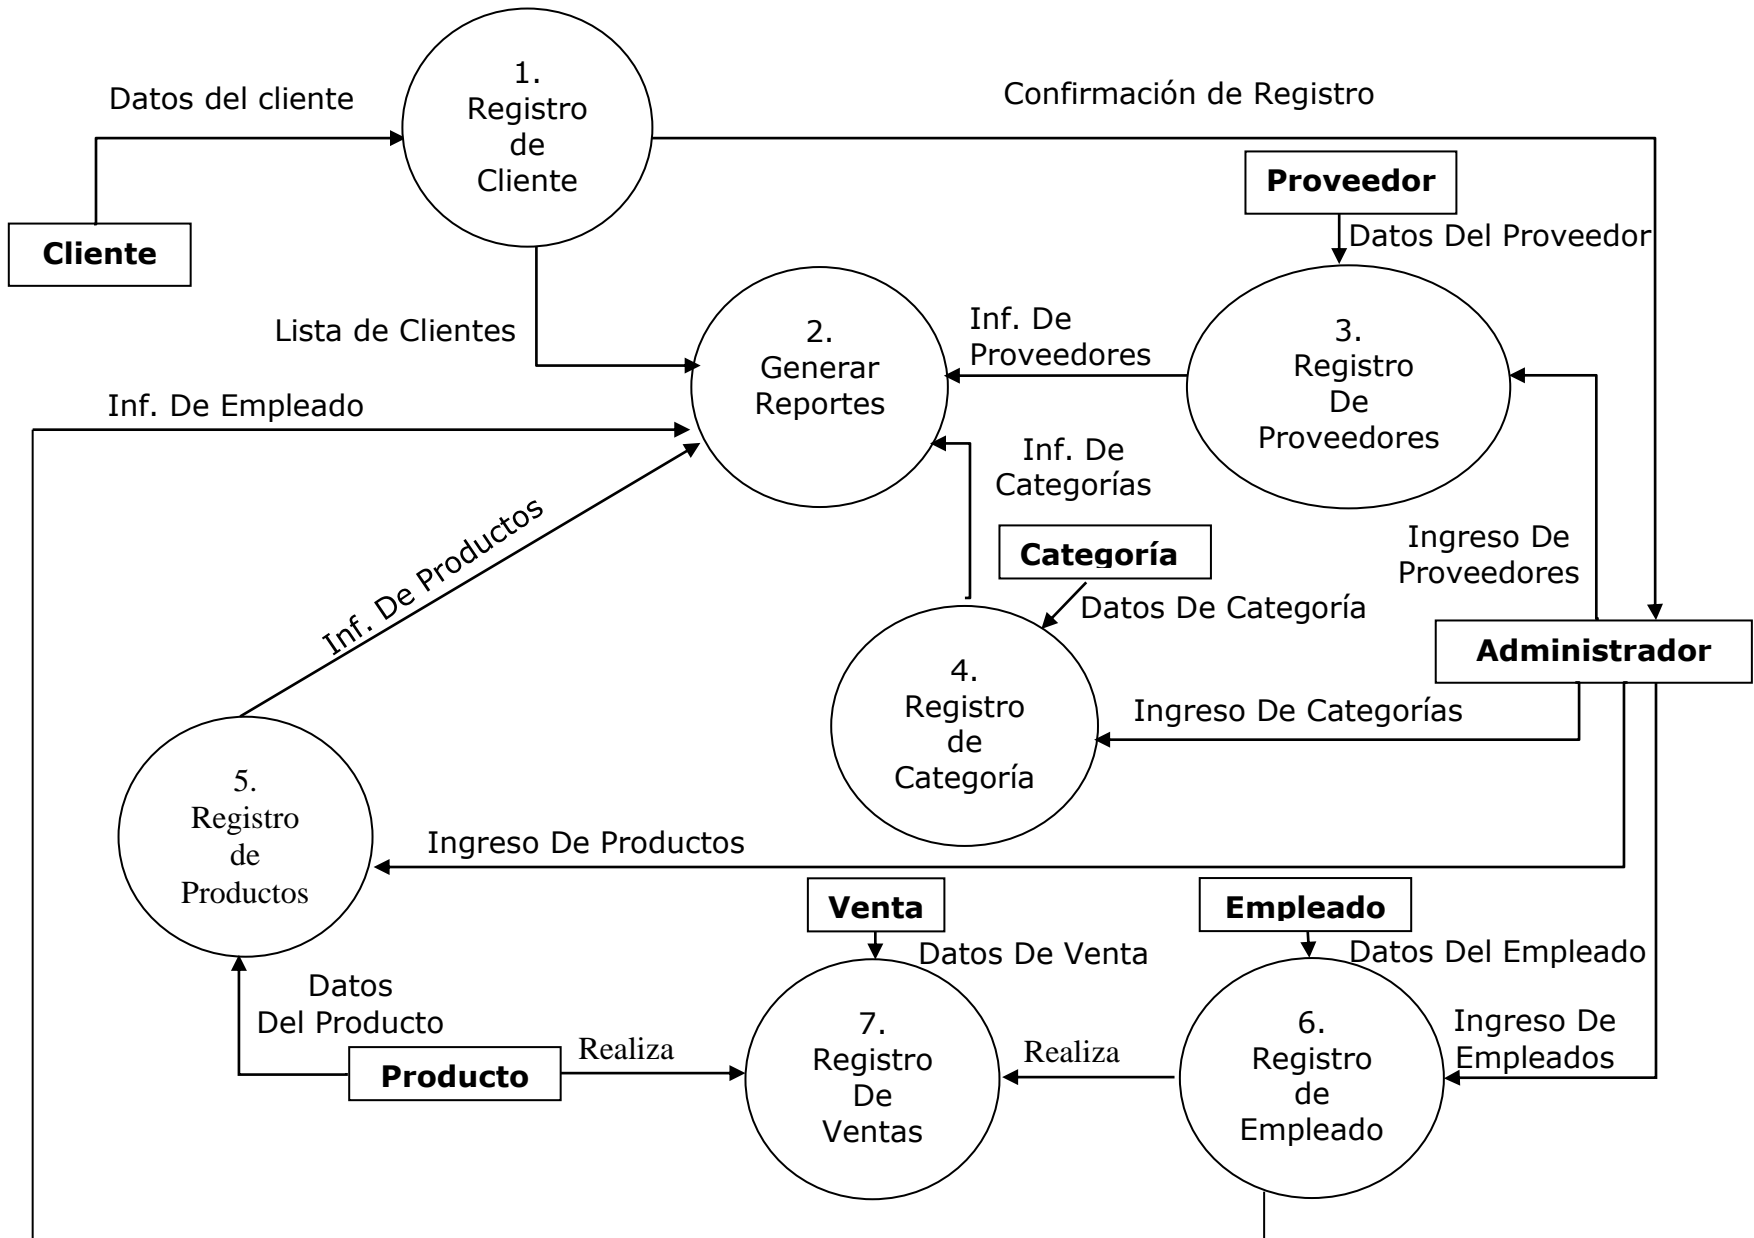 1.
Registro
de
Cliente
Datos del cliente
Confirmación de Registro
Proveedor
Datos Del Proveedor
Cliente
Lista de Clientes
2.
Generar
Reportes
Inf. De
Proveedores
3.
Registro
De
Proveedores
Inf. De Empleado
Inf. De
Categorías
Inf. De Productos
Categoría
Datos De Categoría
Ingreso De
Proveedores
Administrador
4.
Registro
de
Categoría
Ingreso De Categorías
5.
Registro
de
Productos
Ingreso De Productos
Venta
Datos De Venta
Empleado
Datos Del Empleado
Datos
Del Producto
Producto
Realiza
7.
Registro
De
Ventas
Realiza
6.
Registro
de
Empleado
Ingreso De
Empleados